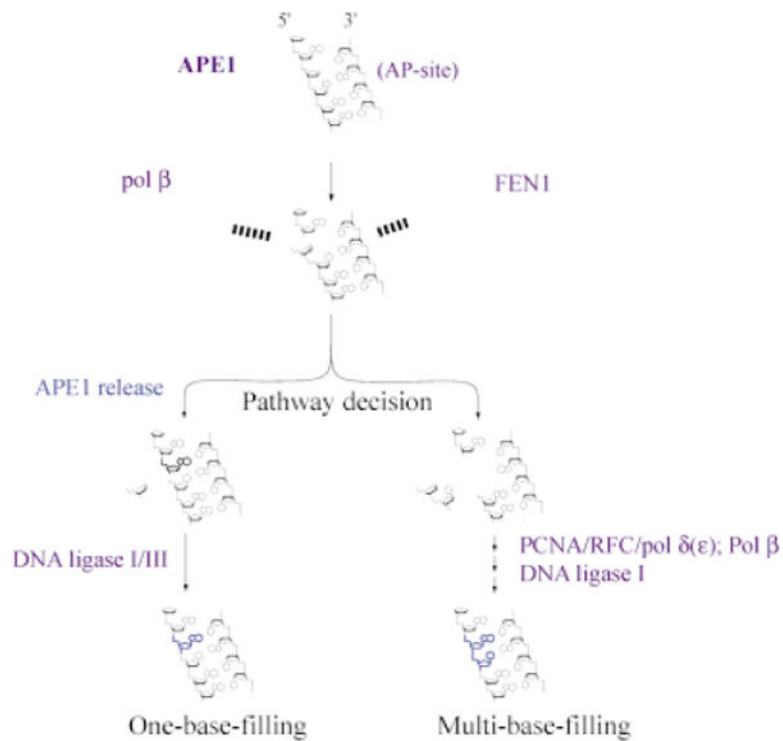 5' 3'
APE1
(AP-site)
pol β
FEN1
APE1 release
Pathway decision
DNA ligase I/III
PCNA/RFC/pol δ(ε); Pol β
DNA ligase I
One-base-filling
Multi-base-filling